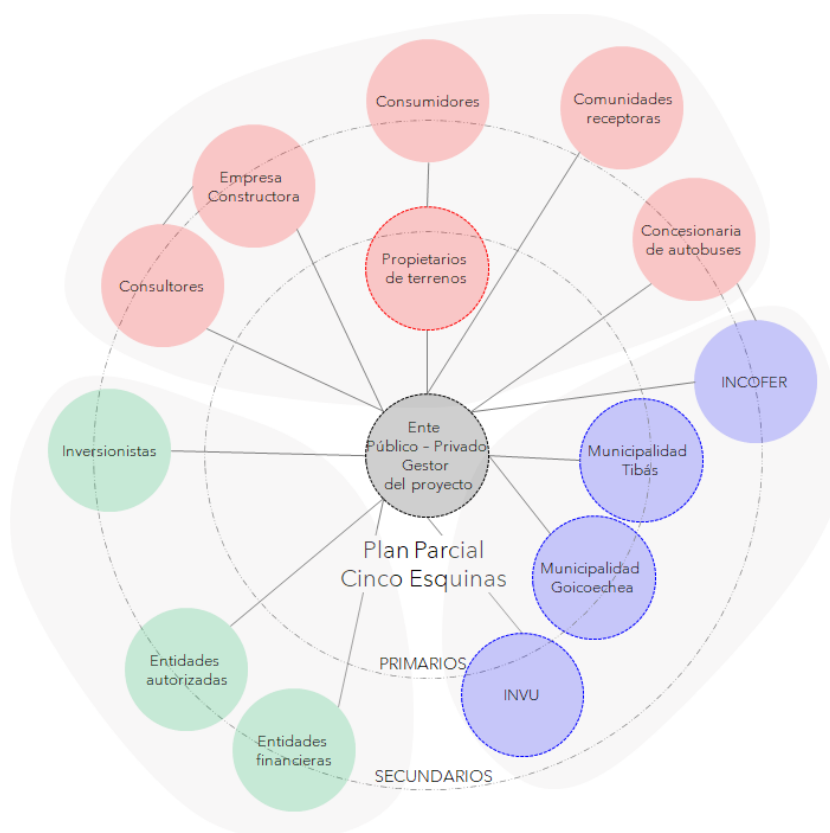 Consumidores
Comunidades
receptoras
Empresa
Constructora
Concesionaria
de autobuses
Propietarios
de terrenos
Consultores
INCOFER
Ente
Público – Privado
Gestor
del proyecto
Inversionistas
Municipalidad
Tibás
Plan Parcial
Cinco Esquinas
Municipalidad
Goicoechea
PRIMARIOS
Entidades
autorizadas
INVU
Entidades
financieras
SECUNDARIOS